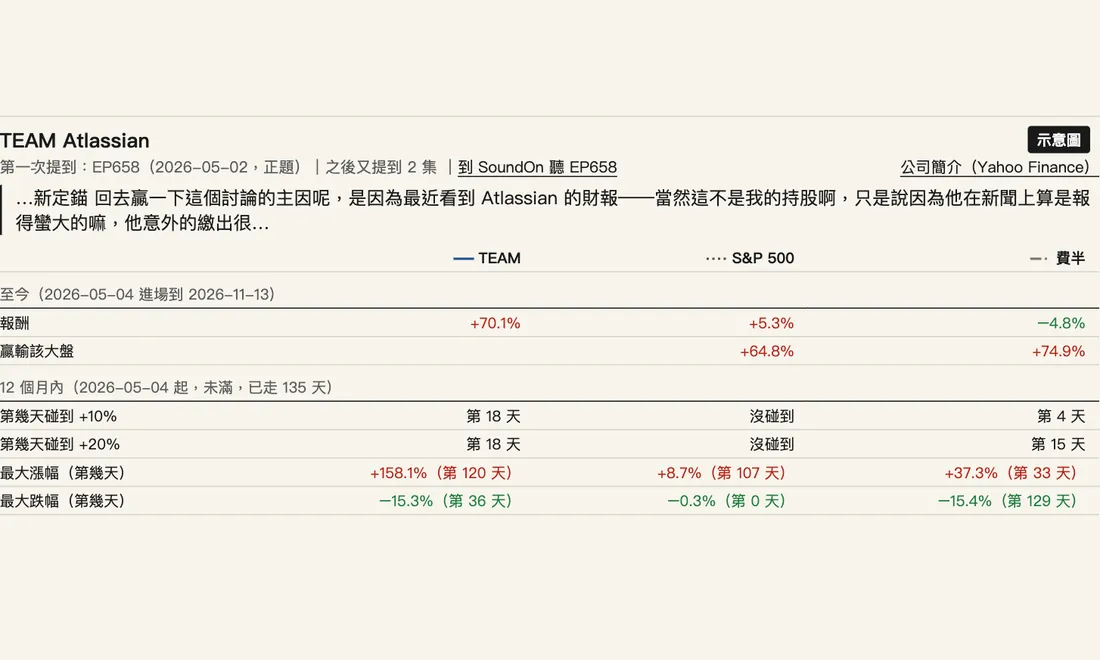 TEAM Atlassian 示意圖
第一次提到：EP658（2026–05–02，正題）｜之後又提到 2 集｜到 SoundOn 聽 EP658 公司簡介（Yahoo Finance）
…新定錨 回去贏一下這個討論的主因呢，是因為最近看到 Atlassian 的財報——當然這不是我的持股啊，只是說因為他在新聞上算是報
得蠻大的嘛，他意外的繳出很…
TEAM S&P 500 費半
至今（2026–05–04 進場到 2026–11–13）
報酬 +70.1% +5.3% −4.8%
贏輸該大盤 +64.8% +74.9%
12 個月內（2026–05–04 起，未滿，已走 135 天）
第幾天碰到 +10% 第 18 天 沒碰到 第 4 天
第幾天碰到 +20% 第 18 天 沒碰到 第 15 天
最大漲幅（第幾天） +158.1%（第 120 天） +8.7%（第 107 天） +37.3%（第 33 天）
最大跌幅（第幾天） −15.3%（第 36 天） −0.3%（第 0 天） −15.4%（第 129 天）